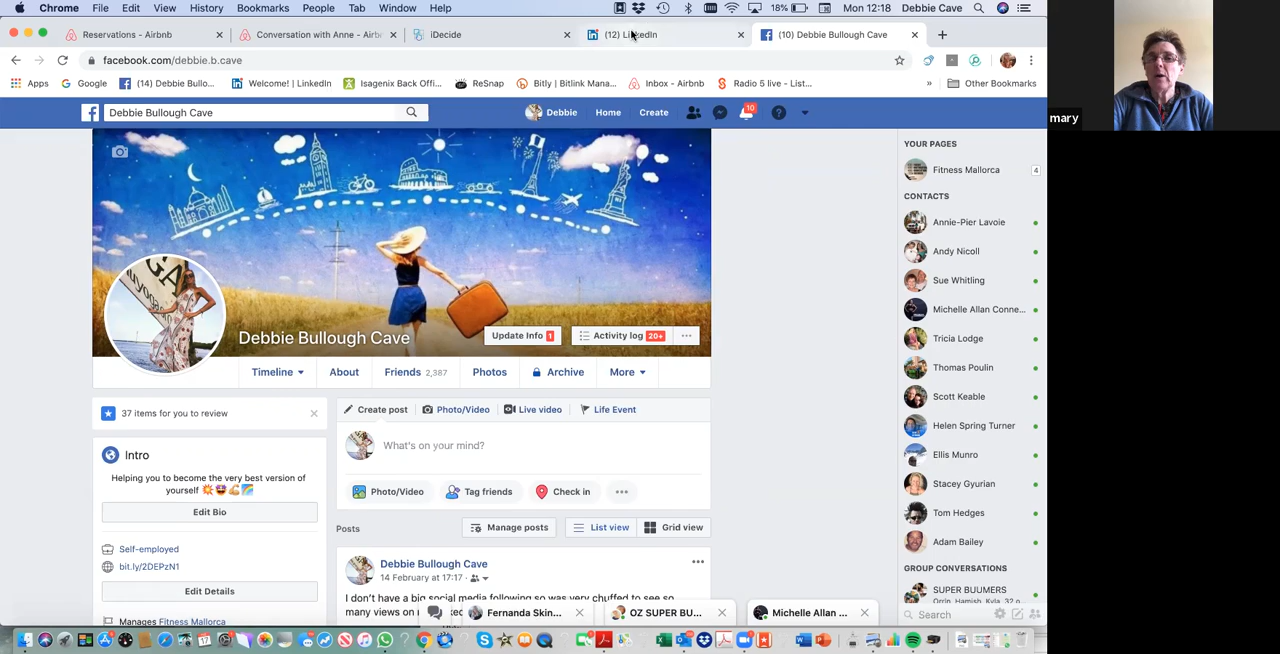 Chrome File Edit View History Bookmarks People Tab Window Help 18% Mon 12:18 Debbie Cave
Reservations - Airbnb Conversation with Anne - Airb iDecide (12) LinkedIn (10) Debbie Bullough Cave
facebook.com/debbie.b.cave
Apps Google (14) Debbie Bullo... Welcome! | LinkedIn Isagenix Back Offi... ReSnap Bitly | Bitlink Mana... Inbox - Airbnb Radio 5 live - List... » Other Bookmarks
Debbie Bullough Cave Debbie Home Create 10
mary
YOUR PAGES
Fitness Mallorca 4
CONTACTS
Annie-Pier Lavoie
Andy Nicoll
Sue Whitling
Michelle Allan Conne...
Tricia Lodge
Thomas Poulin
Scott Keable
Helen Spring Turner
Ellis Munro
Stacey Gyurian
Tom Hedges
Adam Bailey
GROUP CONVERSATIONS
SUPER BUUMERS
Orrin, Hamish, Kyla, 32 o...
Search
Debbie Bullough Cave Update Info 1 Activity log 20+ ...
Timeline About Friends 2,387 Photos Archive More
37 items for you to review
Intro
Helping you to become the very best version of
yourself
Edit Bio
Self-employed
bit.ly/2DEPzN1
Edit Details
Manages Fitness Mallorca
Create post Photo/Video Live video Life Event
What's on your mind?
Photo/Video Tag friends Check in
Posts Manage posts List view Grid view
Debbie Bullough Cave
14 February at 17:17
I don't have a big social media following so was very chuffed to see so
many views on
Fernanda Skin... OZ SUPER BU... Michelle Allan ...